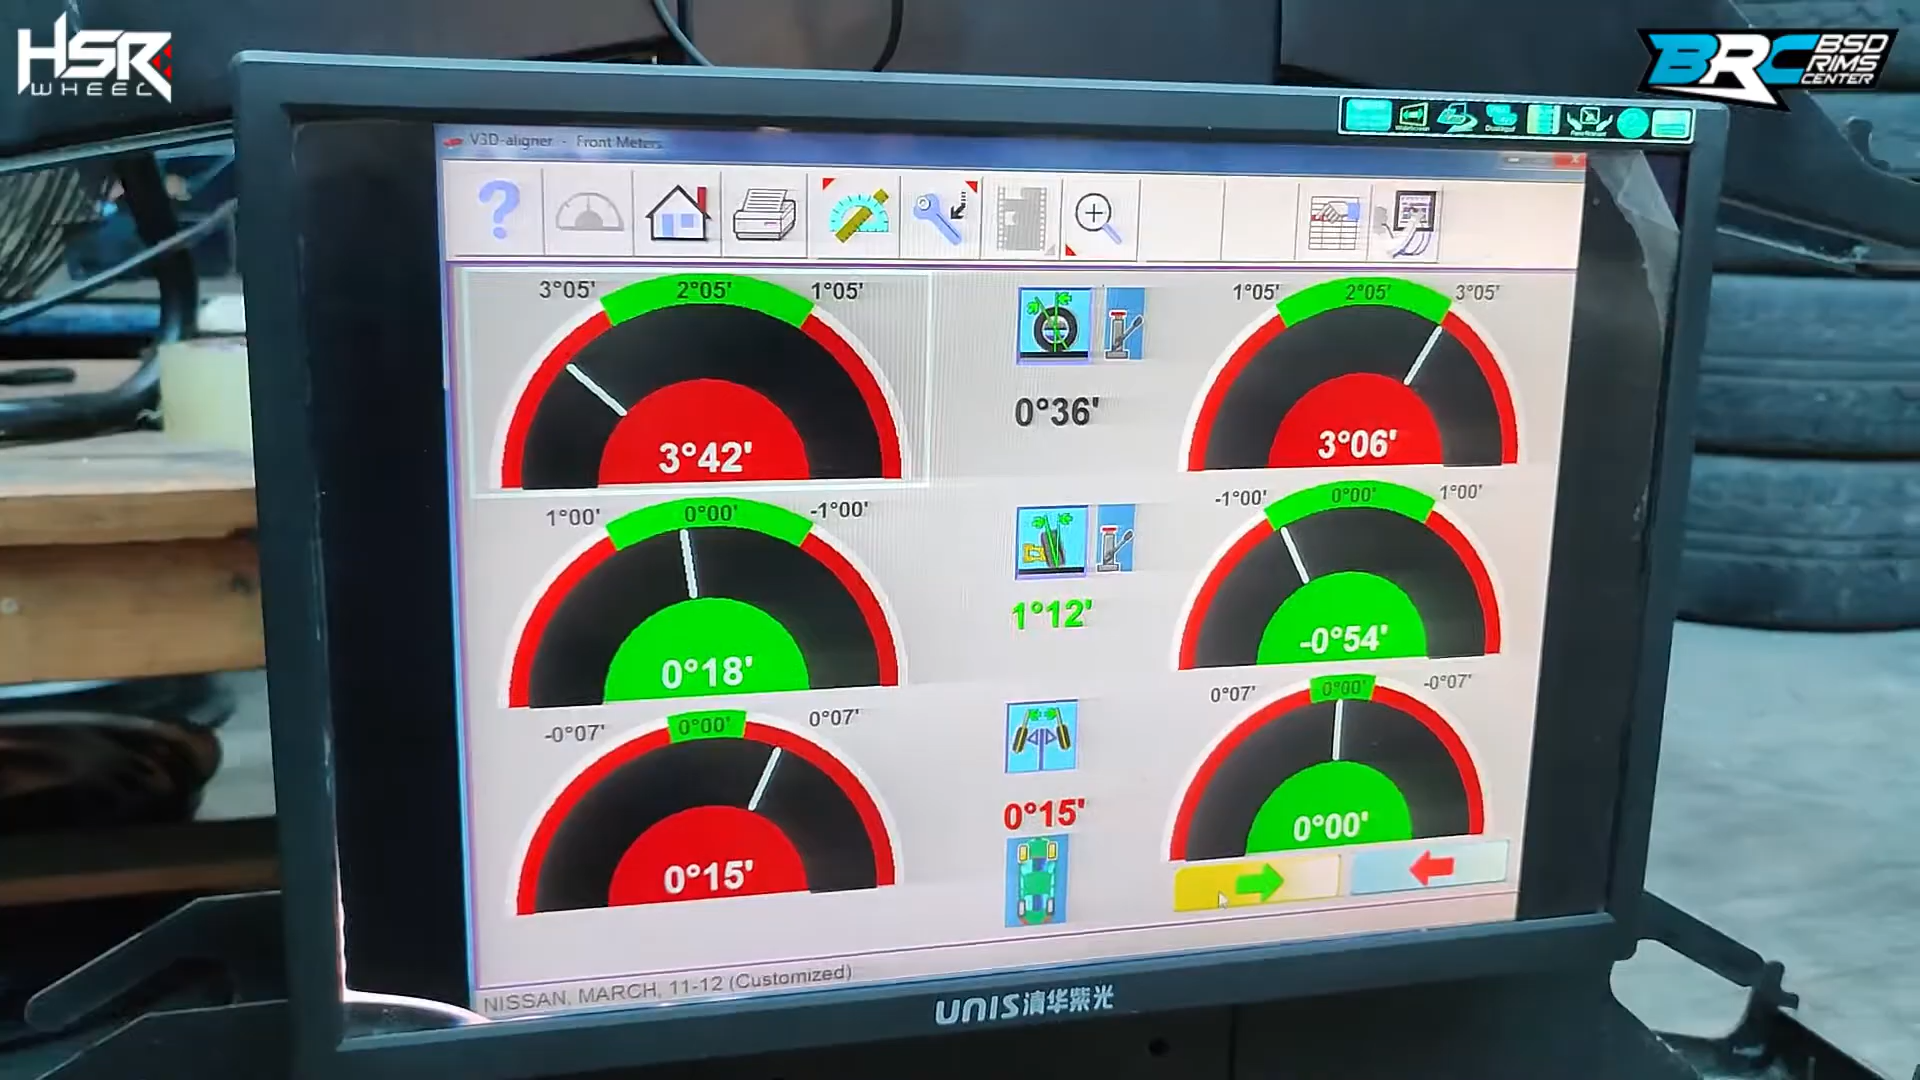 HSR
WHEEL
BRC BSD
RIMS
CENTER
V3D-aligner - Front Meters
3°05' 2°05' 1°05'
1°05' 2°05' 3°05'
0°36'
3°42'
3°06'
1°00' 0°00' -1°00'
-1°00' 0°00' 1°00'
1°12'
0°18'
-0°54'
-0°07' 0°00' 0°07'
0°07' 0°00' -0°07'
0°15'
0°15'
0°00'
NISSAN, MARCH, 11-12 (Customized)
UNIS清华紫光